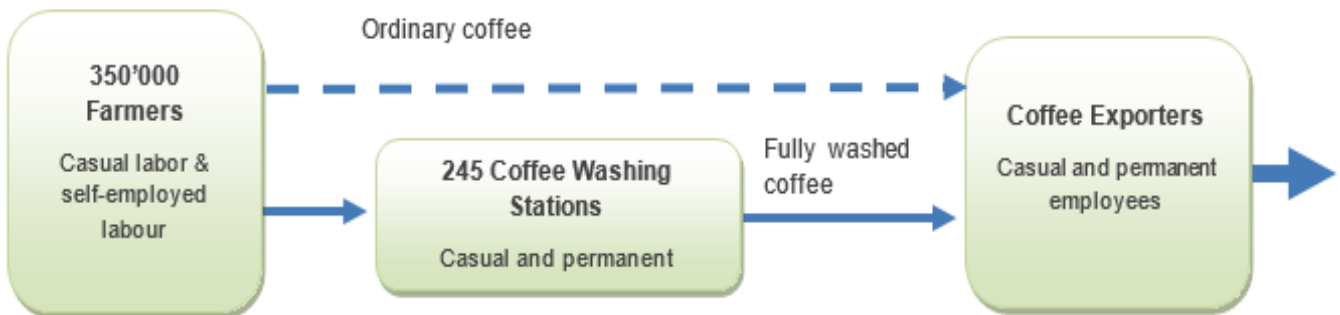 Ordinary coffee
350'000
Farmers
Casual labor &
self-employed
labour
245 Coffee Washing
Stations
Casual and permanent
Fully washed
coffee
Coffee Exporters
Casual and permanent
employees